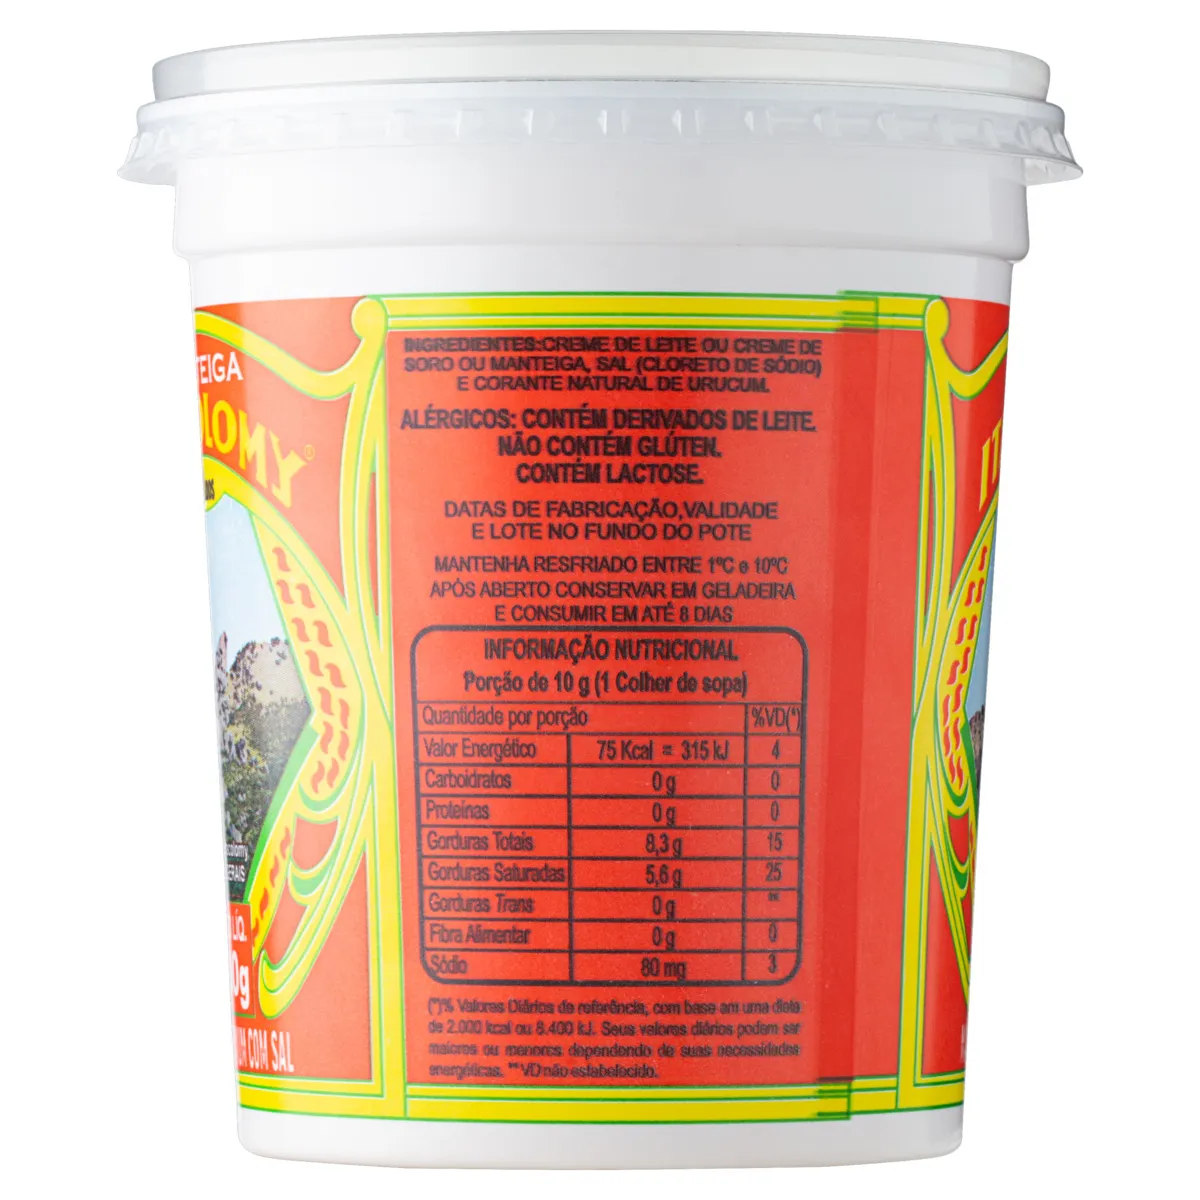 TEIGA
OLOMY®
INGREDIENTES:CREME DE LEITE OU CREME DE
SORO OU MANTEIGA, SAL (CLORETO DE SÓDIO)
E CORANTE NATURAL DE URUCUM.
ALÉRGICOS: CONTÉM DERIVADOS DE LEITE.
NÃO CONTÉM GLÚTEN.
CONTÉM LACTOSE.
DATAS DE FABRICAÇÃO,VALIDADE
E LOTE NO FUNDO DO POTE
MANTENHA RESFRIADO ENTRE 1ºC e 10ºC
APÓS ABERTO CONSERVAR EM GELADEIRA
E CONSUMIR EM ATÉ 8 DIAS
INFORMAÇÃO NUTRICIONAL
Porção de 10 g (1 Colher de sopa)
Quantidade por porção %VD(*)
Valor Energético 75 Kcal = 315 kJ 4
Carboidratos 0 g 0
Proteínas 0 g 0
Gorduras Totais 8,3 g 15
Gorduras Saturadas 5,6 g 25
Gorduras Trans 0 g **
Fibra Alimentar 0 g 0
Sódio 80 mg 3
(*)% Valores Diários de referência, com base em uma dieta
de 2.000 kcal ou 8.400 kJ. Seus valores diários podem ser
maiores ou menores dependendo de suas necessidades
energéticas. **VD não estabelecido.
colomy
ERAIS
LÍQ.
0g
UM COM SAL
IT